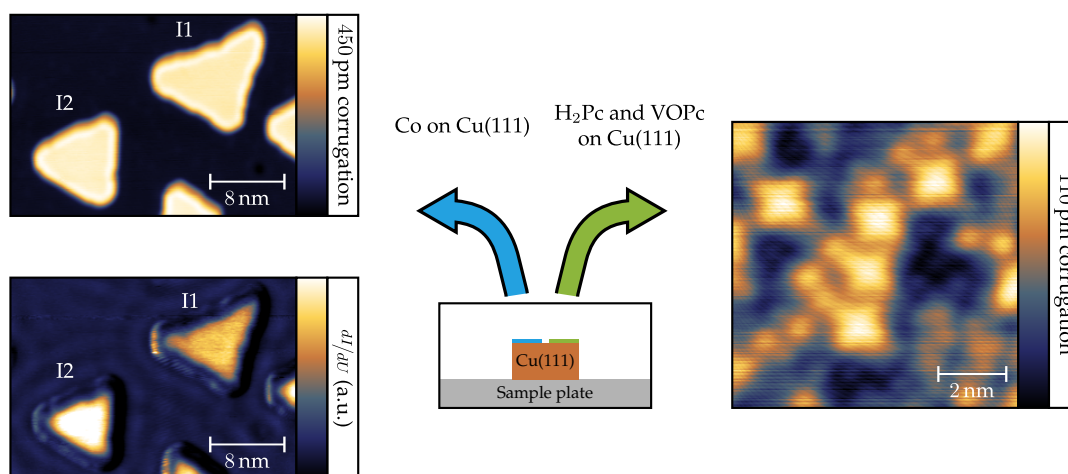 I1
I2
8 nm
450 pm corrugation
I1
I2
8 nm
dI/dU (a.u.)
Co on Cu(111)
H₂Pc and VOPc
on Cu(111)
Cu(111)
Sample plate
2 nm
110 pm corrugation